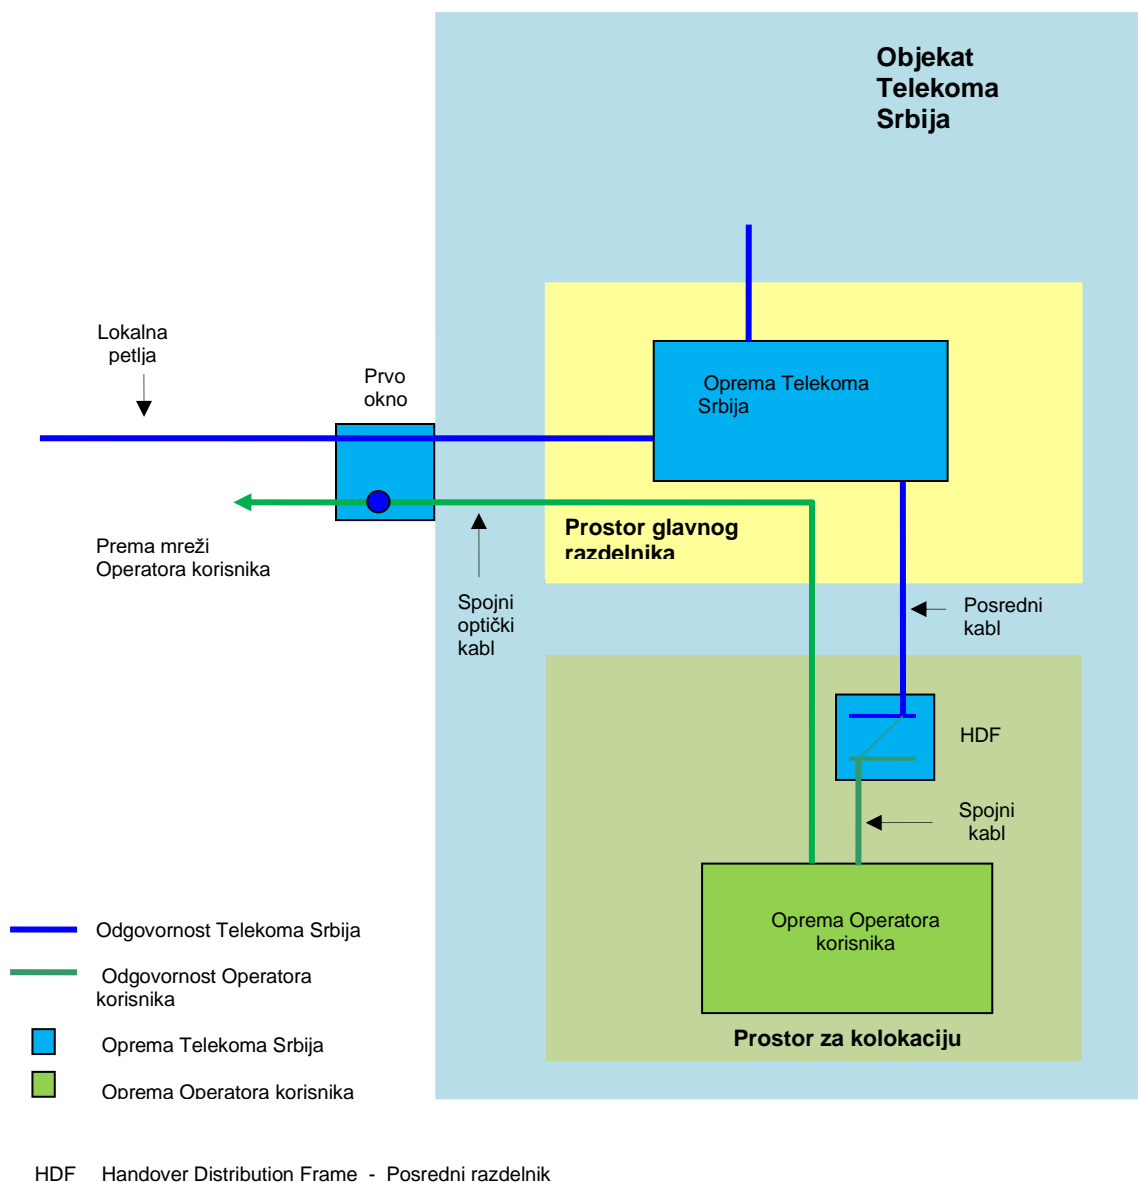 Objekat
Telekoma
Srbija
Lokalna
petlja
Prvo
okno
Oprema Telekoma
Srbija
Prostor glavnog
razdelnika
Prema mreži
Operatora korisnika
Spojni
optički
kabl
Posredni
kabl
HDF
Spojni
kabl
Oprema Operatora
korisnika
Prostor za kolokaciju
Odgovornost Telekoma Srbija
Odgovornost Operatora
korisnika
Oprema Telekoma Srbija
Oprema Operatora korisnika
HDF Handover Distribution Frame - Posredni razdelnik